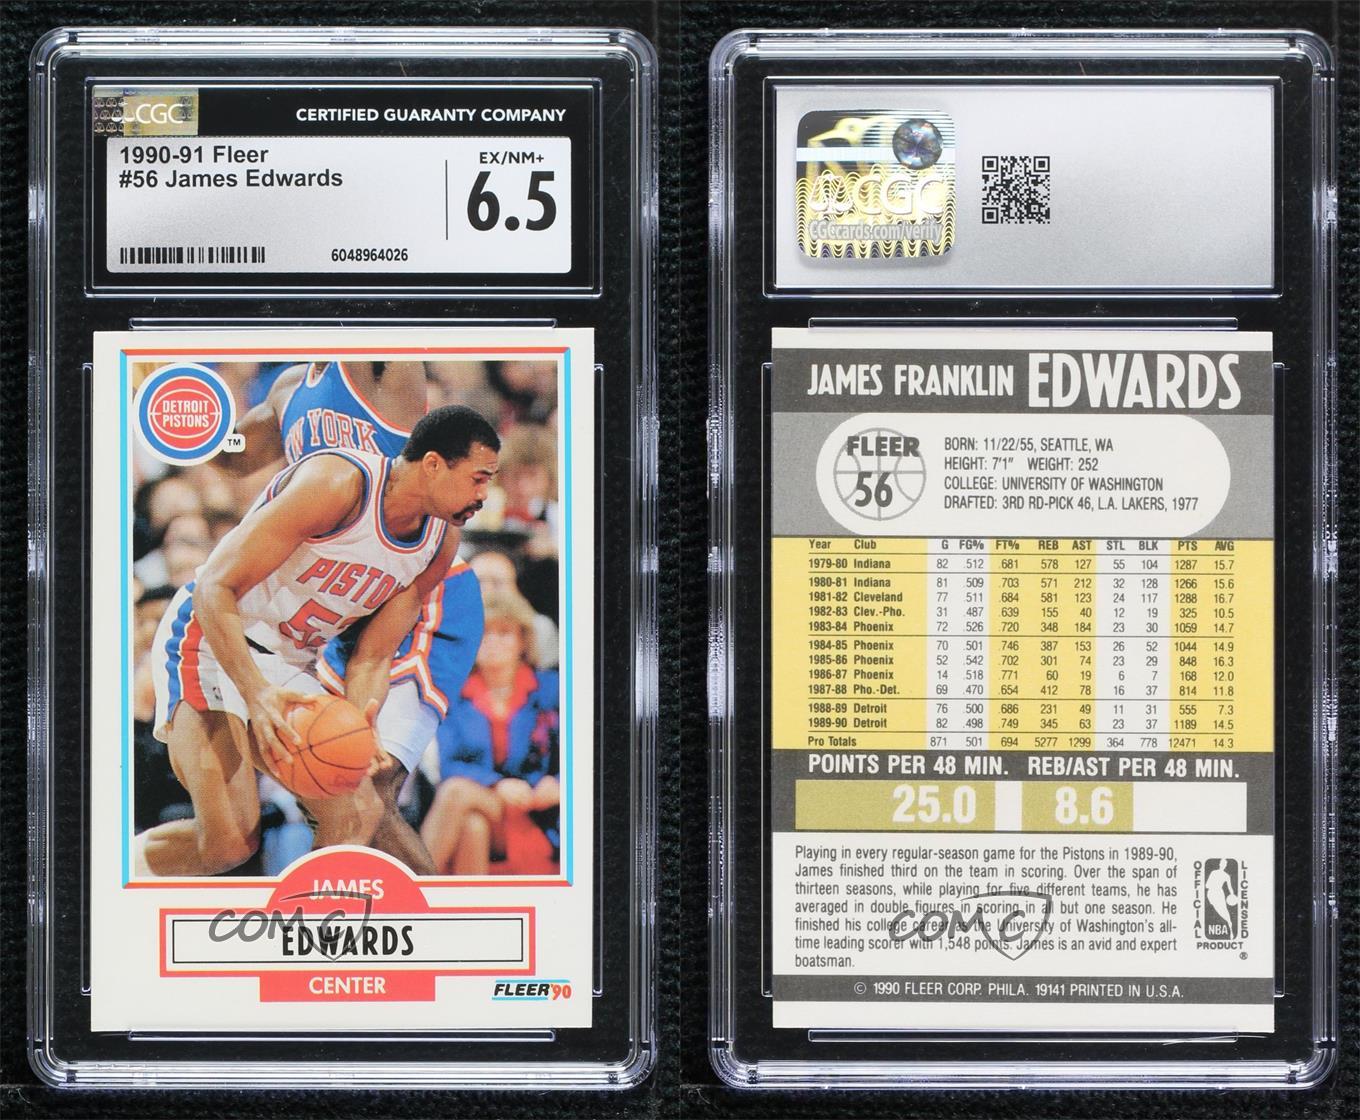 CGC
CERTIFIED GUARANTY COMPANY
1990-91 Fleer
#56 James Edwards
EX/NM+
6.5
6048964026
DETROIT
PISTONS
TM
NEW YORK
PISTO
JAMES
EDWARDS
CENTER
FLEER '90
COMC
CGC
CGCcards.com/verify
JAMES FRANKLIN EDWARDS
FLEER
56
BORN: 11/22/55, SEATTLE, WA
HEIGHT: 7'1" WEIGHT: 252
COLLEGE: UNIVERSITY OF WASHINGTON
DRAFTED: 3RD RD-PICK 46, L.A. LAKERS, 1977
Year Club G FG% FT% REB AST STL BLK PTS AVG
1979-80 Indiana 82 .512 .681 578 127 55 104 1287 15.7
1980-81 Indiana 81 .509 .703 571 212 32 128 1266 15.6
1981-82 Cleveland 77 .511 .684 581 123 24 117 1288 16.7
1982-83 Clev.-Pho. 31 .487 .639 155 40 12 19 325 10.5
1983-84 Phoenix 72 .526 .720 348 184 23 30 1059 14.7
1984-85 Phoenix 70 .501 .746 387 153 26 52 1044 14.9
1985-86 Phoenix 52 .542 .702 301 74 23 29 848 16.3
1986-87 Phoenix 14 .518 .771 60 19 6 7 168 12.0
1987-88 Pho.-Det. 69 .470 .654 412 78 16 37 814 11.8
1988-89 Detroit 76 .500 .686 231 49 11 31 555 7.3
1989-90 Detroit 82 .498 .749 345 63 23 37 1189 14.5
Pro Totals 871 .501 .694 5277 1299 364 778 12471 14.3
POINTS PER 48 MIN. REB/AST PER 48 MIN.
25.0 8.6
Playing in every regular-season game for the Pistons in 1989-90,
James finished third on the team in scoring. Over the span of
thirteen seasons, while playing for five different teams, he has
averaged in double figures in scoring in all but one season. He
finished his college career as the University of Washington's all-
time leading scorer with 1,548 points. James is an avid and expert
boatsman.
OFFICIAL
LICENSED
NBA
PRODUCT ®
COMC
© 1990 FLEER CORP. PHILA. 19141 PRINTED IN U.S.A.